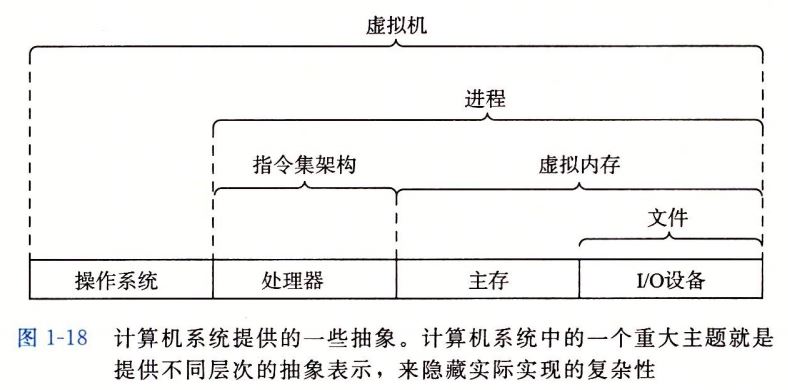 虚拟机
进程
指令集架构 虚拟内存
文件
操作系统 处理器 主存 I/O设备
图 1-18 计算机系统提供的一些抽象。计算机系统中的一个重大主题就是
提供不同层次的抽象表示，来隐藏实际实现的复杂性